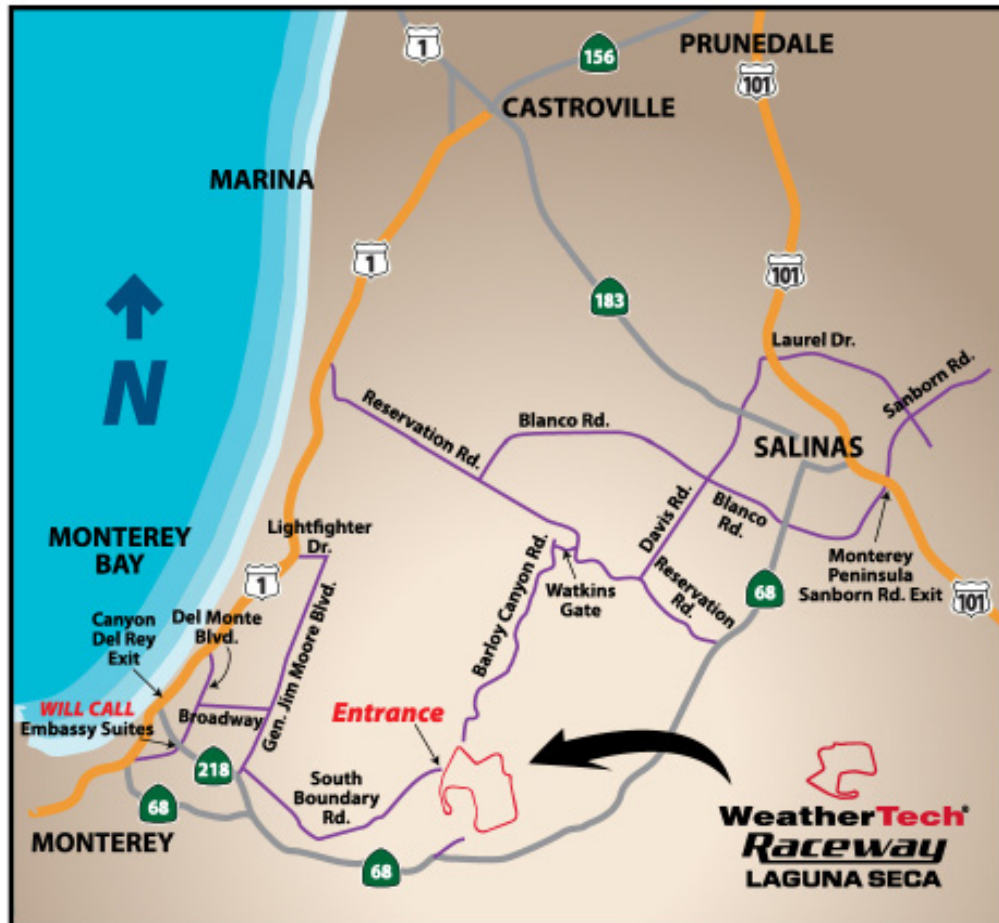 1
156
PRUNEDALE
101
CASTROVILLE
MARINA
1
101
183
N
Laurel Dr.
Sanborn Rd.
Reservation Rd.
Blanco Rd.
SALINAS
Davis Rd.
Blanco
Rd.
MONTEREY
BAY
Lightfighter
Dr.
1
Barloy Canyon Rd.
Watkins
Gate
Reservation
Rd.
68
Monterey
Peninsula
Sanborn Rd. Exit
101
Canyon
Del Rey
Exit
Del Monte
Blvd.
Gen. Jim Moore Blvd.
WILL CALL
Embassy Suites
Broadway
Entrance
218
68
South
Boundary
Rd.
MONTEREY
68
WeatherTech®
Raceway
LAGUNA SECA